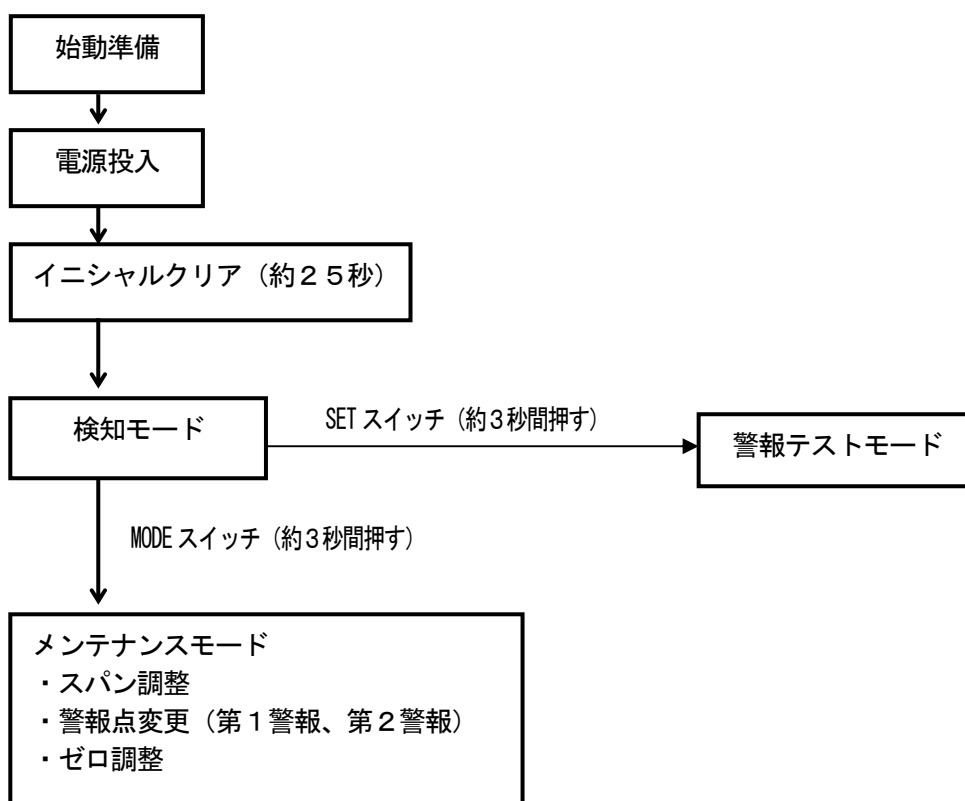 始動準備
電源投入
イニシャルクリア（約２５秒）
検知モード
SET スイッチ（約３秒間押す）
警報テストモード
MODE スイッチ（約３秒間押す）
メンテナンスモード
・スパン調整
・警報点変更（第１警報、第２警報）
・ゼロ調整